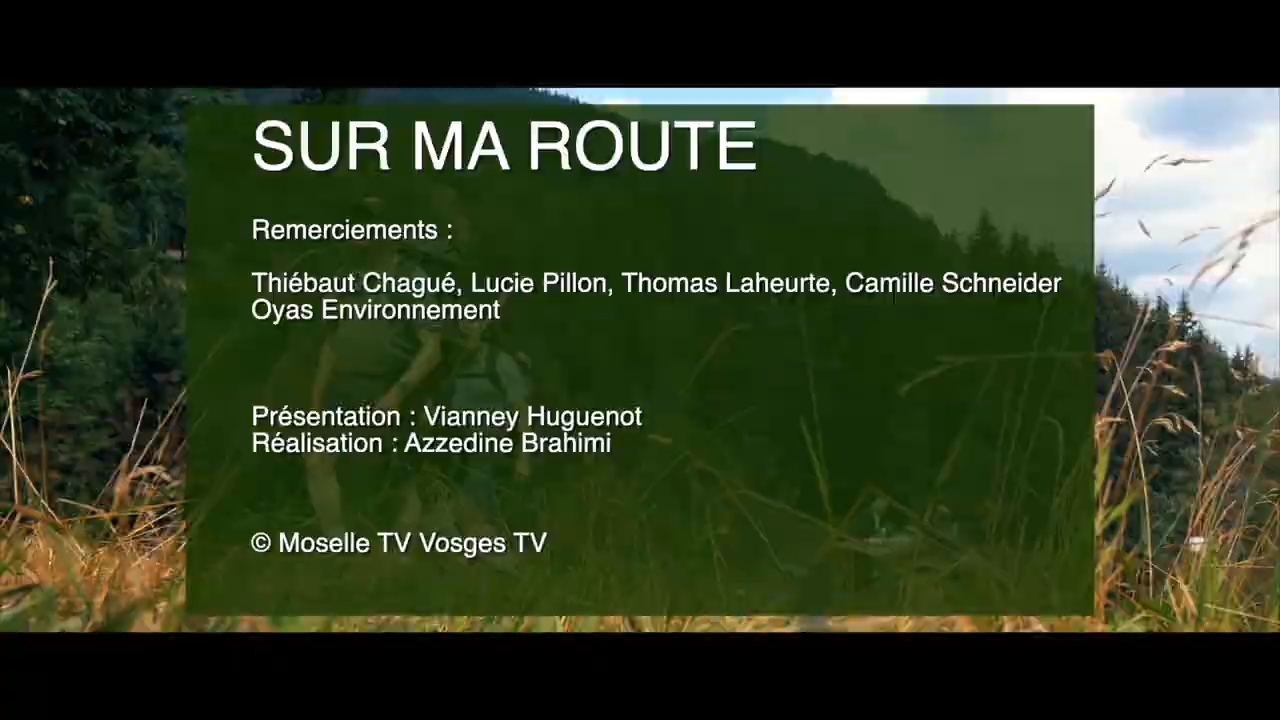 SUR MA ROUTE
Remerciements :
Thiébaut Chagué, Lucie Pillon, Thomas Laheurte, Camille Schneider
Oyas Environnement
Présentation : Vianney Huguenot
Réalisation : Azzedine Brahimi
© Moselle TV Vosges TV